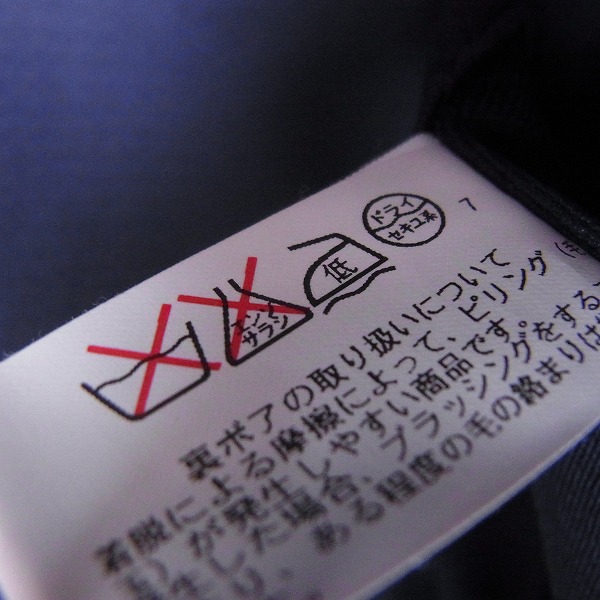 ドライ
セキユ系
7
低
エンソ
サラシ
裏ボアの取り扱いについて
着脱による摩擦によって、ピリング
が発生しやすい商品です。
した場合、ブラッシングをする
り、ある程度の毛の絡まりは